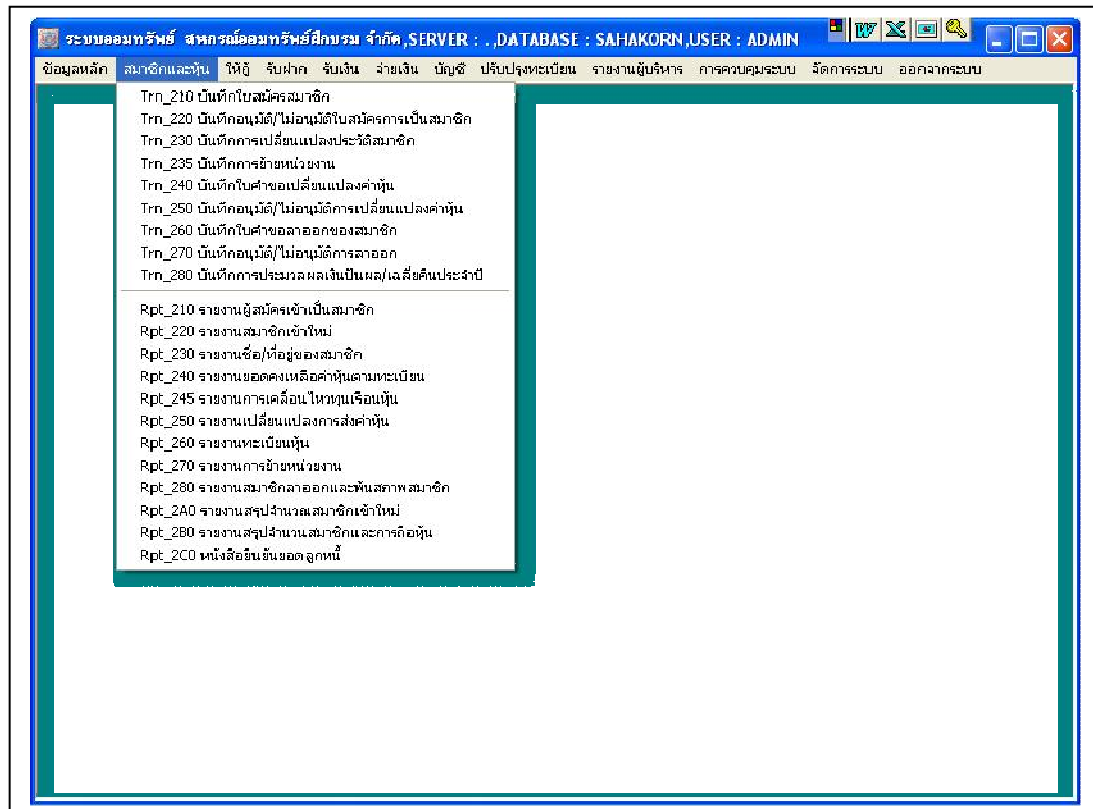 ระบบออมทรัพย์ สหกรณ์ออมทรัพย์ฝึกบรม จำกัด,SERVER : .,DATABASE : SAHAKORN,USER : ADMIN
ข้อมูลหลัก สมาชิกและหุ้น ให้กู้ รับฝาก รับเงิน จ่ายเงิน บัญชี ปรับปรุงทะเบียน รายงานผู้บริหาร การควบคุมระบบ จัดการระบบ ออกจากระบบ
Trn_210 บันทึกใบสมัครสมาชิก
Trn_220 บันทึกอนุมัติ/ไม่อนุมัติใบสมัครการเป็นสมาชิก
Trn_230 บันทึกการเปลี่ยนแปลงประวัติสมาชิก
Trn_235 บันทึกการย้ายหน่วยงาน
Trn_240 บันทึกใบคำขอเปลี่ยนแปลงค่าหุ้น
Trn_250 บันทึกอนุมัติ/ไม่อนุมัติการเปลี่ยนแปลงค่าหุ้น
Trn_260 บันทึกใบคำขอลาออกของสมาชิก
Trn_270 บันทึกอนุมัติ/ไม่อนุมัติการลาออก
Trn_280 บันทึกการประมวลผลเงินปันผล/เฉลี่ยคืนประจำปี
Rpt_210 รายงานผู้สมัครเข้าเป็นสมาชิก
Rpt_220 รายงานสมาชิกเข้าใหม่
Rpt_230 รายงานชื่อ/ที่อยู่ของสมาชิก
Rpt_240 รายงานยอดคงเหลือค่าหุ้นตามทะเบียน
Rpt_245 รายงานการเคลื่อนไหวทุนเรือนหุ้น
Rpt_250 รายงานเปลี่ยนแปลงการส่งค่าหุ้น
Rpt_260 รายงานทะเบียนหุ้น
Rpt_270 รายงานการย้ายหน่วยงาน
Rpt_280 รายงานสมาชิกลาออกและพ้นสภาพสมาชิก
Rpt_2A0 รายงานสรุปจำนวณสมาชิกเข้าใหม่
Rpt_2B0 รายงานสรุปจำนวนสมาชิกและการถือหุ้น
Rpt_2C0 หนังสือยืนยันยอดลูกหนี้